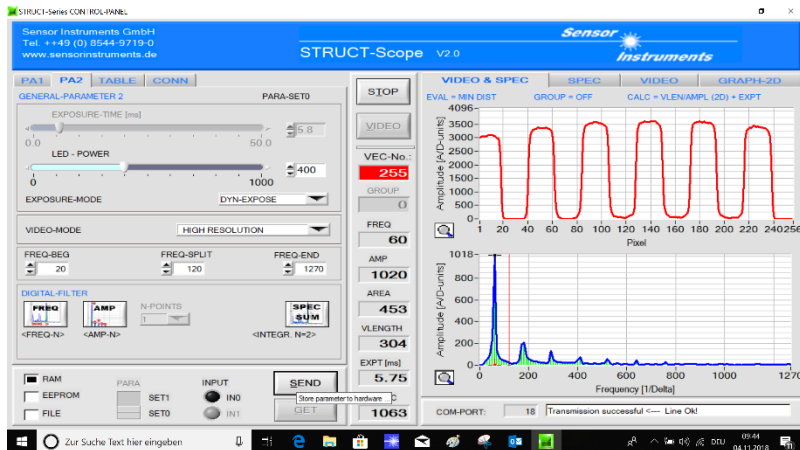 STRUCT-Series CONTROL-PANEL
Sensor Instruments GmbH
Tel. ++49 (0) 8544-9719-0
www.sensorinstruments.de
STRUCT-Scope V2.0
Sensor
Instruments
PA1 PA2 TABLE CONN
GENERAL-PARAMETER 2 PARA-SET0
EXPOSURE-TIME [ms]
5.8
0.0 50.0
LED - POWER
400
0 1000
EXPOSURE-MODE DYN-EXPOSE
VIDEO-MODE HIGH RESOLUTION
FREQ-BEG FREQ-SPLIT FREQ-END
20 120 1270
DIGITAL-FILTER
FREQ AMP N-POINTS SPEC SUM
1
<FREQ-N> <AMP-N> <INTEGR. N=2>
RAM
EEPROM
FILE
PARA
SET1
SET0
INPUT
IN0
IN1
SEND
Store parameter to hardware ...
GET
STOP
VIDEO
VEC-No.:
255
GROUP
0
FREQ
60
AMP
1020
AREA
453
VLENGTH
304
EXPT [ms]
5.75
C
1063
VIDEO & SPEC SPEC VIDEO GRAPH-2D
EVAL = MIN DIST GROUP = OFF CALC = VLEN/AMPL (2D) + EXPT
Amplitude [A/D-units]
4096
3500
3000
2500
2000
1500
1000
500
0
1 20 40 60 80 100 120 140 160 180 200 220 240 256
Pixel
Amplitude [A/D-units]
1018
800
600
400
200
0
0 200 400 600 800 1000 1270
Frequency [1/Delta]
COM-PORT: 18 Transmission successful <--- Line Ok!
Zur Suche Text hier eingeben
DEU
09:44
04.11.2018